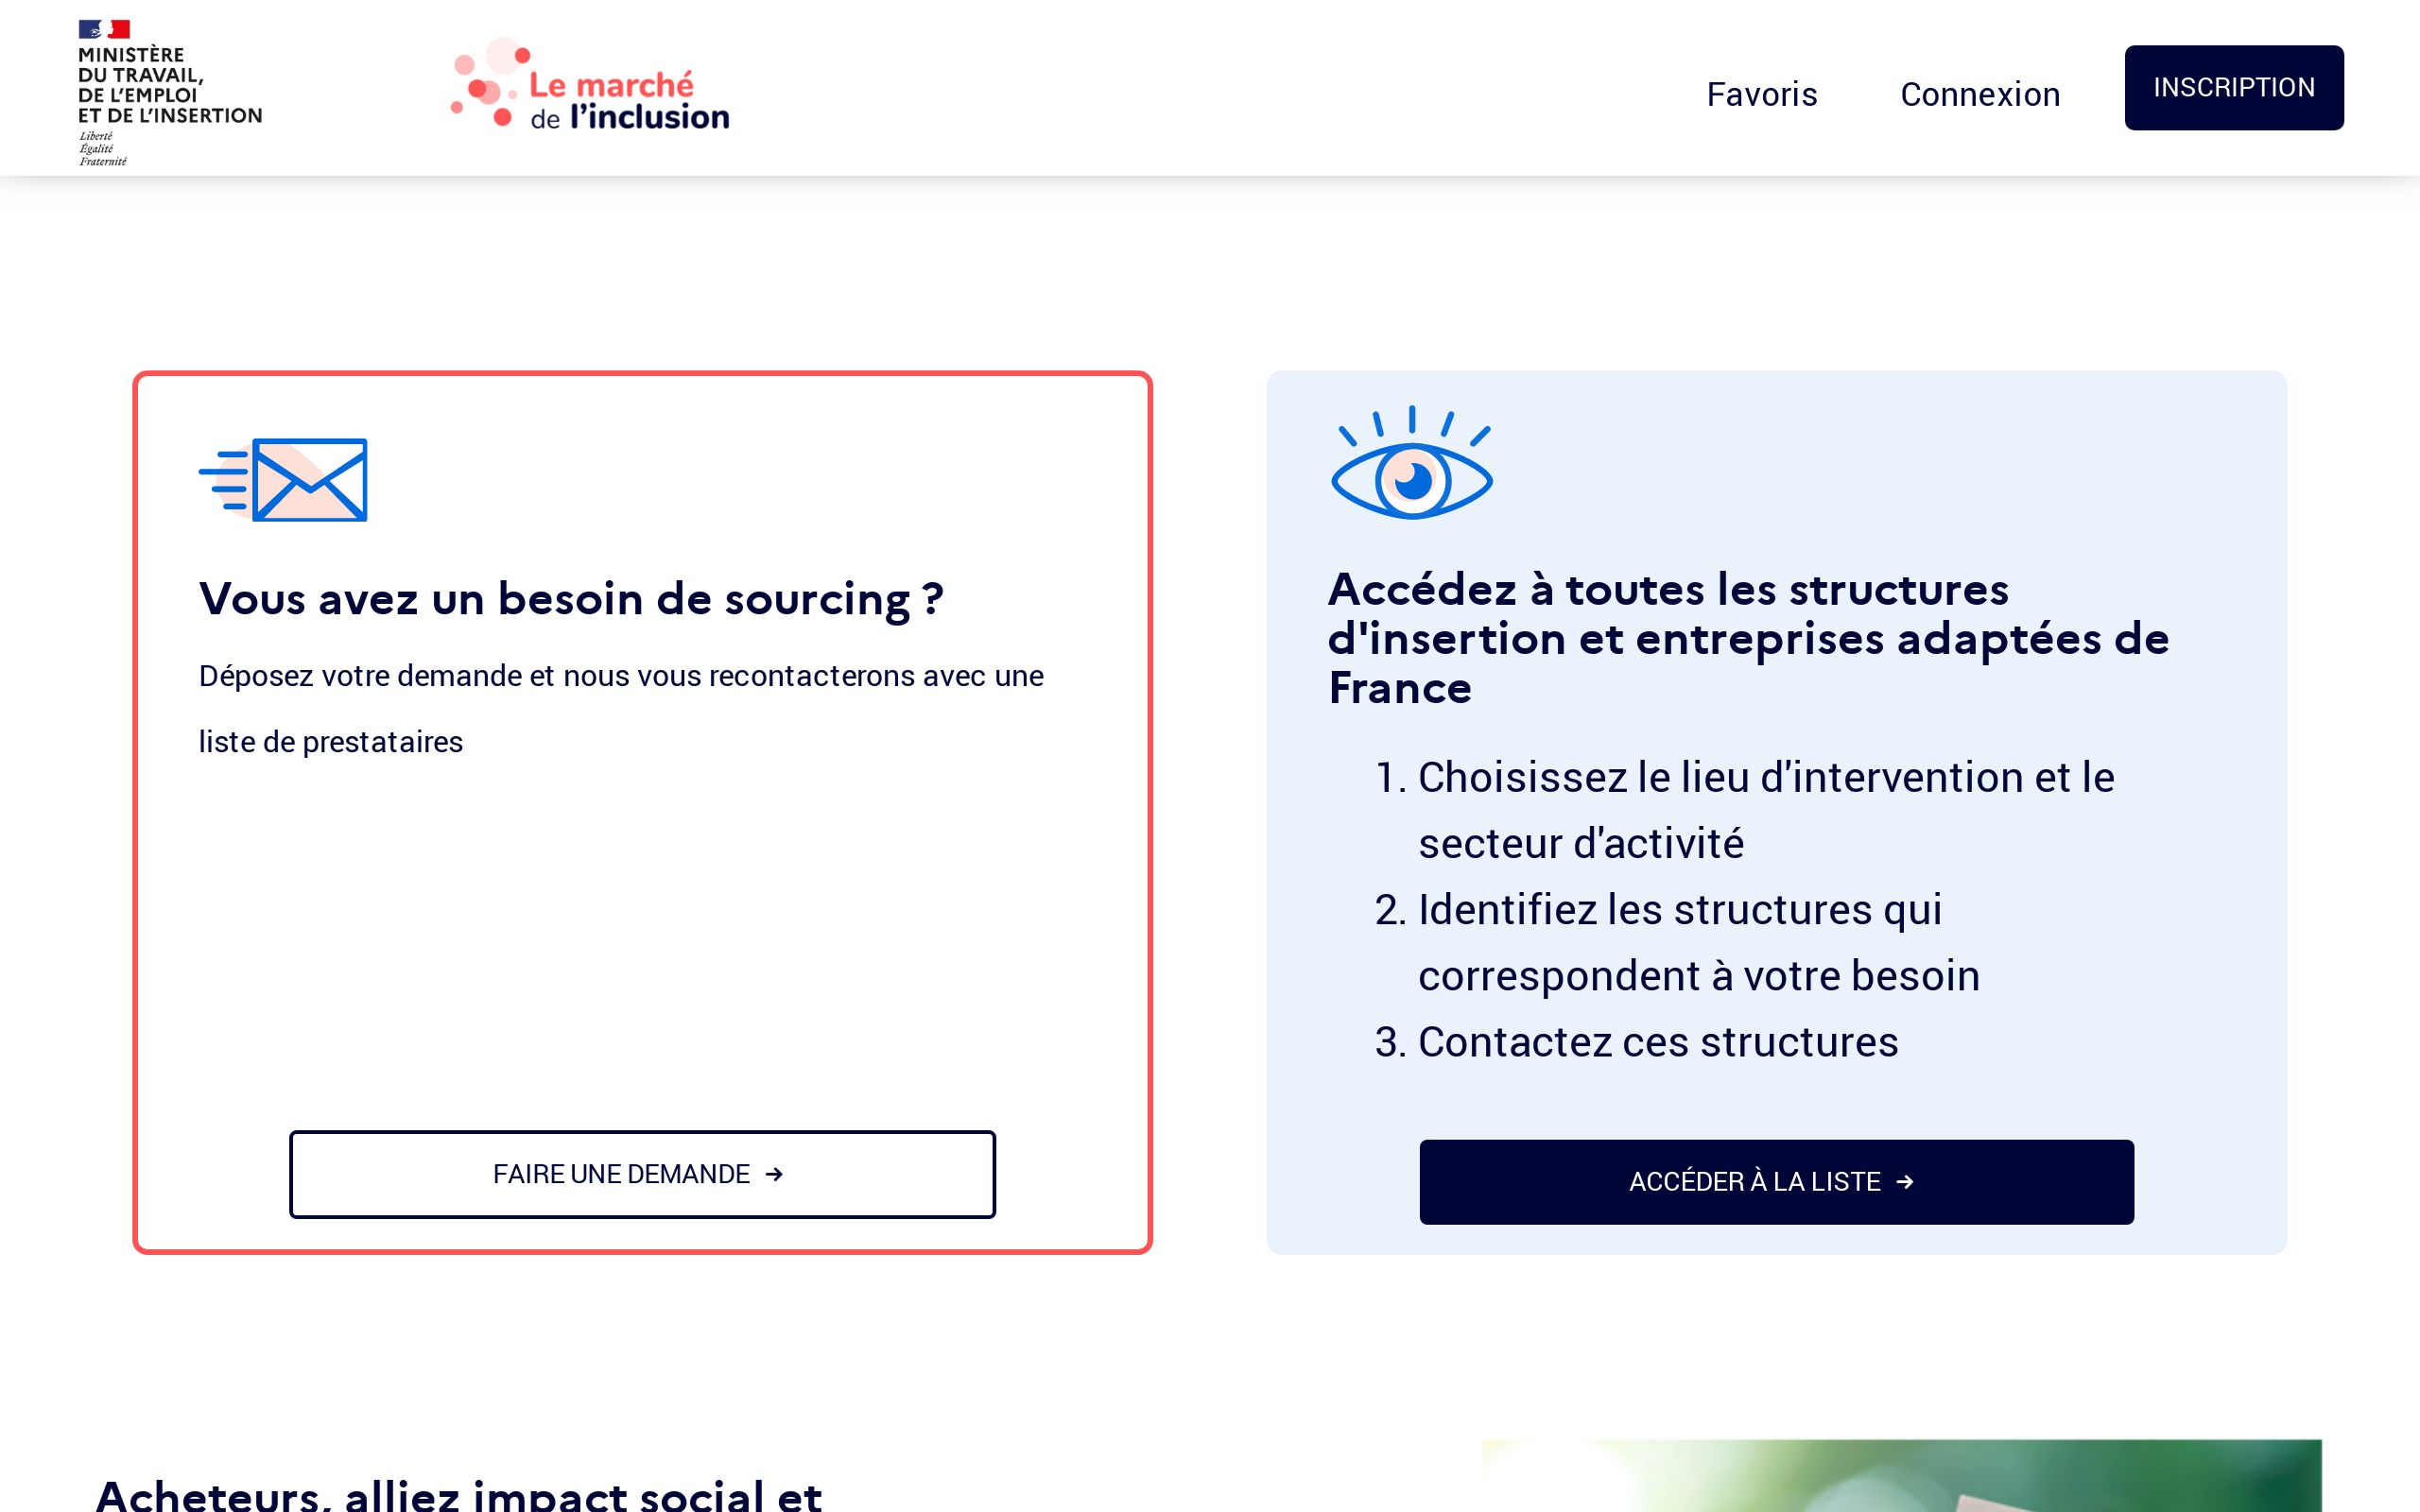 MINISTÈRE
DU TRAVAIL,
DE L'EMPLOI
ET DE L'INSERTION
Liberté
Égalité
Fraternité
Le marché
de l'inclusion
Favoris
Connexion
INSCRIPTION
Vous avez un besoin de sourcing ?
Déposez votre demande et nous vous recontacterons avec une
liste de prestataires
FAIRE UNE DEMANDE →
Accédez à toutes les structures
d'insertion et entreprises adaptées de
France
1. Choisissez le lieu d'intervention et le
secteur d'activité
2. Identifiez les structures qui
correspondent à votre besoin
3. Contactez ces structures
ACCÉDER À LA LISTE →
Acheteurs, alliez impact social et